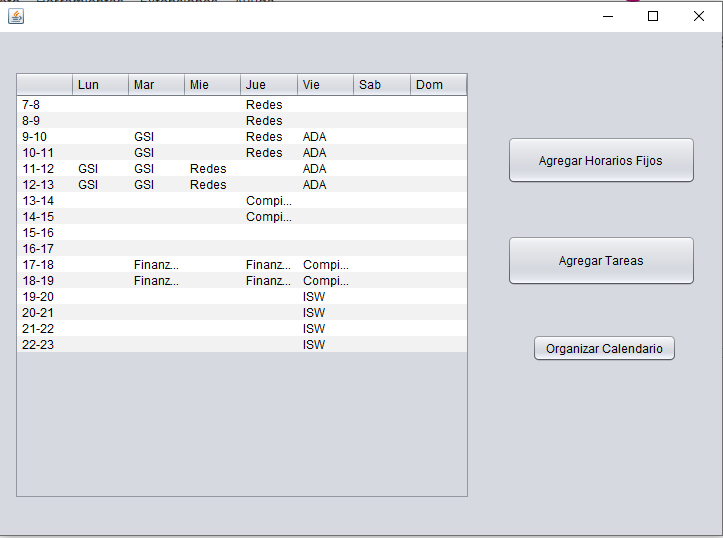 Lun Mar Mie Jue Vie Sab Dom
7-8 Redes
8-9 Redes
9-10 GSI Redes ADA
10-11 GSI Redes ADA
Agregar Horarios Fijos
11-12 GSI GSI Redes ADA
12-13 GSI GSI Redes ADA
13-14 Compi...
14-15 Compi...
15-16
16-17
17-18 Finanz... Finanz... Compi...
Agregar Tareas
18-19 Finanz... Finanz... Compi...
19-20 ISW
20-21 ISW
21-22 ISW
22-23 ISW
Organizar Calendario